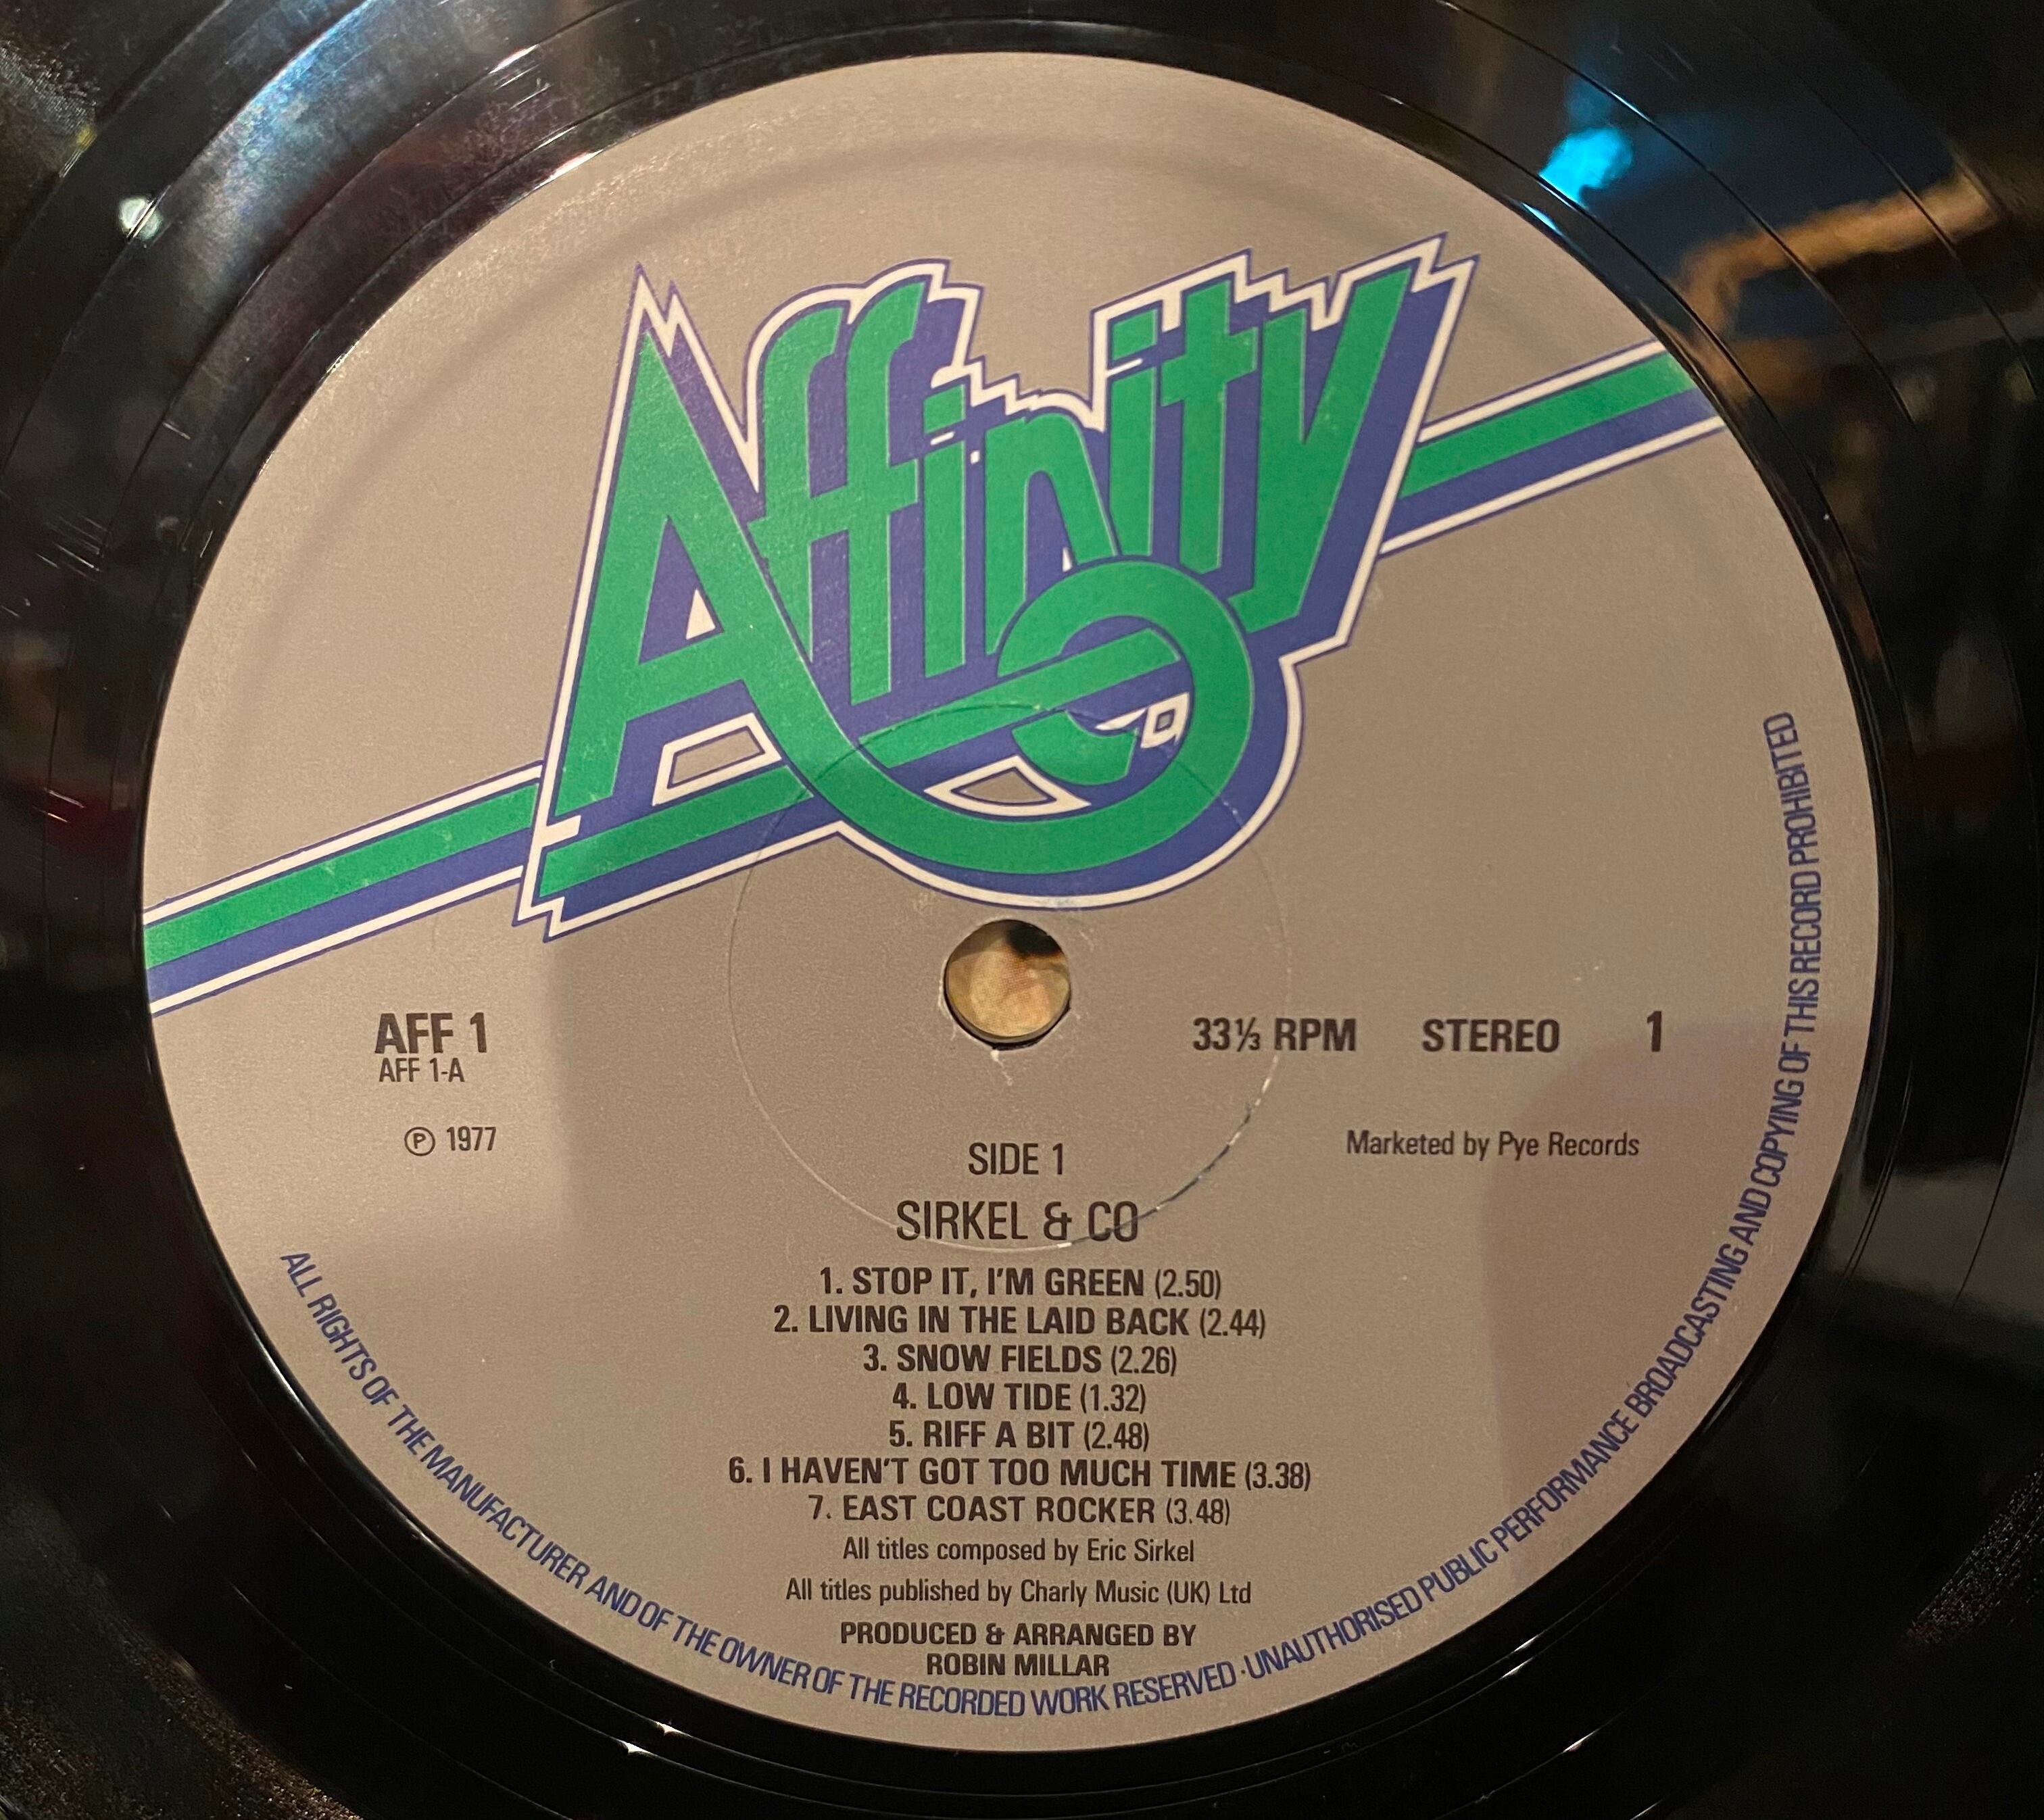 Affinity
AFF 1
AFF 1-A
℗ 1977
33⅓ RPM STEREO 1
Marketed by Pye Records
SIDE 1
SIRKEL & CO
1. STOP IT, I'M GREEN (2.50)
2. LIVING IN THE LAID BACK (2.44)
3. SNOW FIELDS (2.26)
4. LOW TIDE (1.32)
5. RIFF A BIT (2.48)
6. I HAVEN'T GOT TOO MUCH TIME (3.38)
7. EAST COAST ROCKER (3.48)
All titles composed by Eric Sirkel
All titles published by Charly Music (UK) Ltd
PRODUCED & ARRANGED BY
ROBIN MILLAR
ALL RIGHTS OF THE MANUFACTURER AND OF THE OWNER OF THE RECORDED WORK RESERVED · UNAUTHORISED PUBLIC PERFORMANCE BROADCASTING AND COPYING OF THIS RECORD PROHIBITED